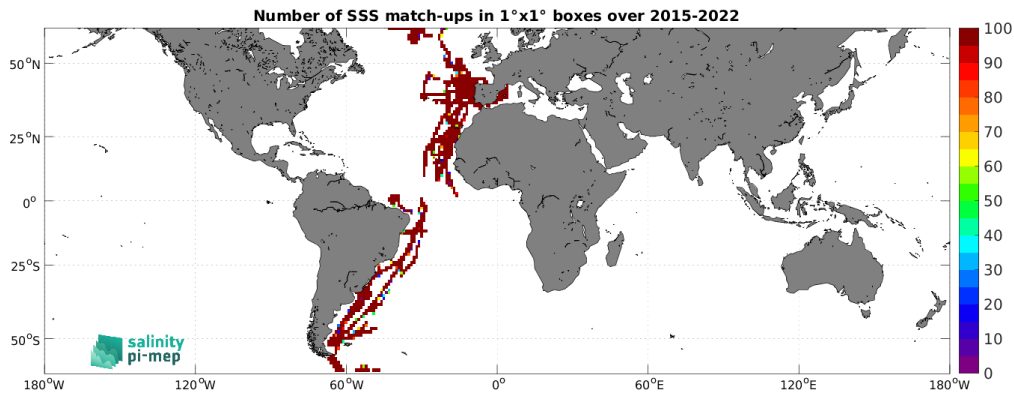 Number of SSS match-ups in 1°x1° boxes over 2015-2022
50°N
25°N
0°
25°S
50°S
180°W
120°W
60°W
0°
60°E
120°E
180°W
100
90
80
70
60
50
40
30
20
10
0
salinity
pi-mep